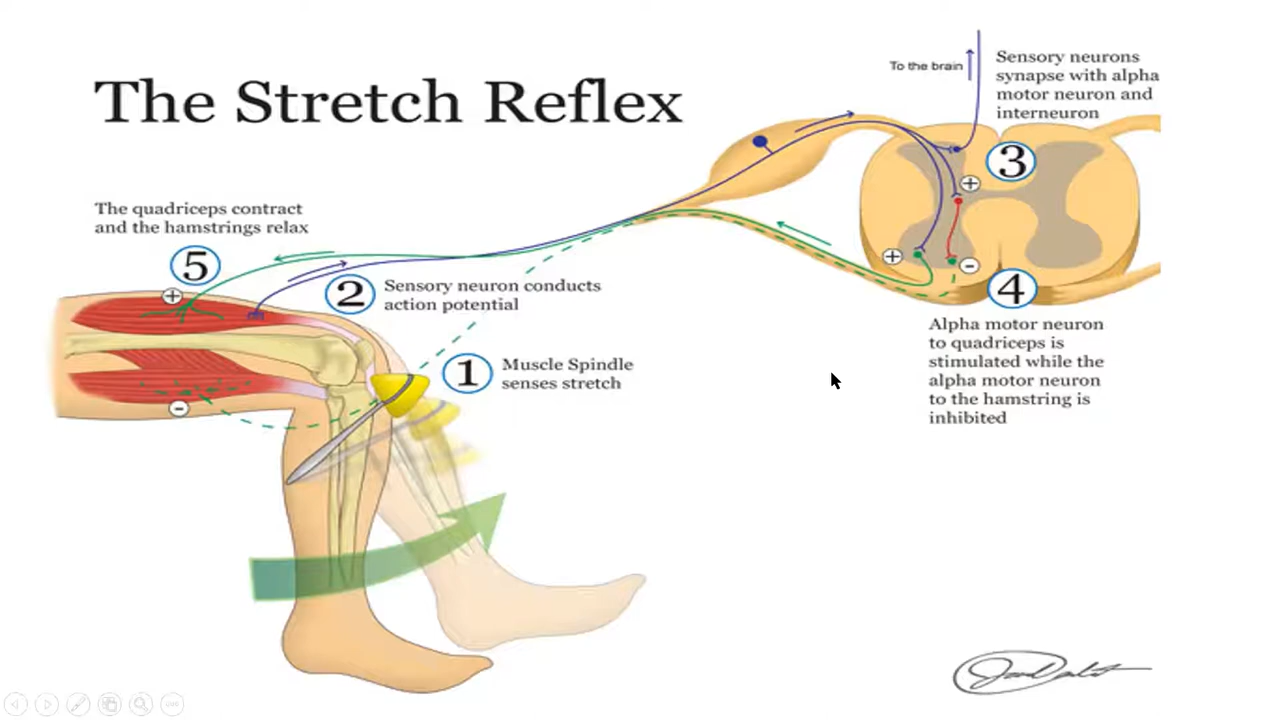 The Stretch Reflex
To the brain
Sensory neurons
synapse with alpha
motor neuron and
interneuron
3
+
The quadriceps contract
and the hamstrings relax
5
+
2
Sensory neuron conducts
action potential
+
-
4
Alpha motor neuron
to quadriceps is
stimulated while the
alpha motor neuron
to the hamstring is
inhibited
1
Muscle Spindle
senses stretch
-